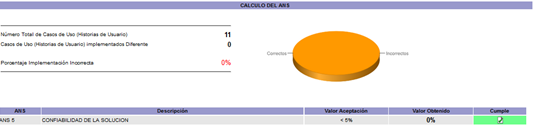 CALCULO DEL ANS
Número Total de Casos de Uso (Historias de Usuario) 11
Casos de Uso (Historias de Usuario) implementados Diferente 0
Porcentaje Implementación Incorrecta 0%
Correctos Incorrectos
ANS Descripción Valor Aceptación Valor Obtenido Cumple
ANS 5 CONFIABILIDAD DE LA SOLUCION < 5% 0%